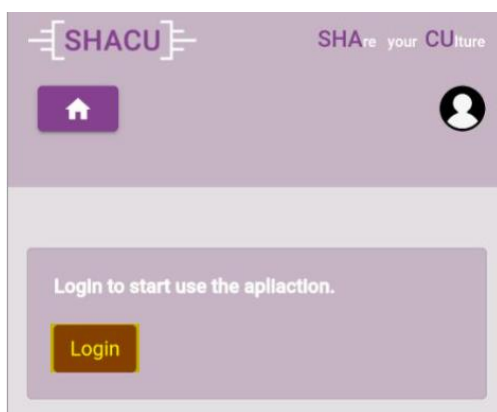 SHACU
SHAre your CUlture
Login to start use the apliaction.
Login